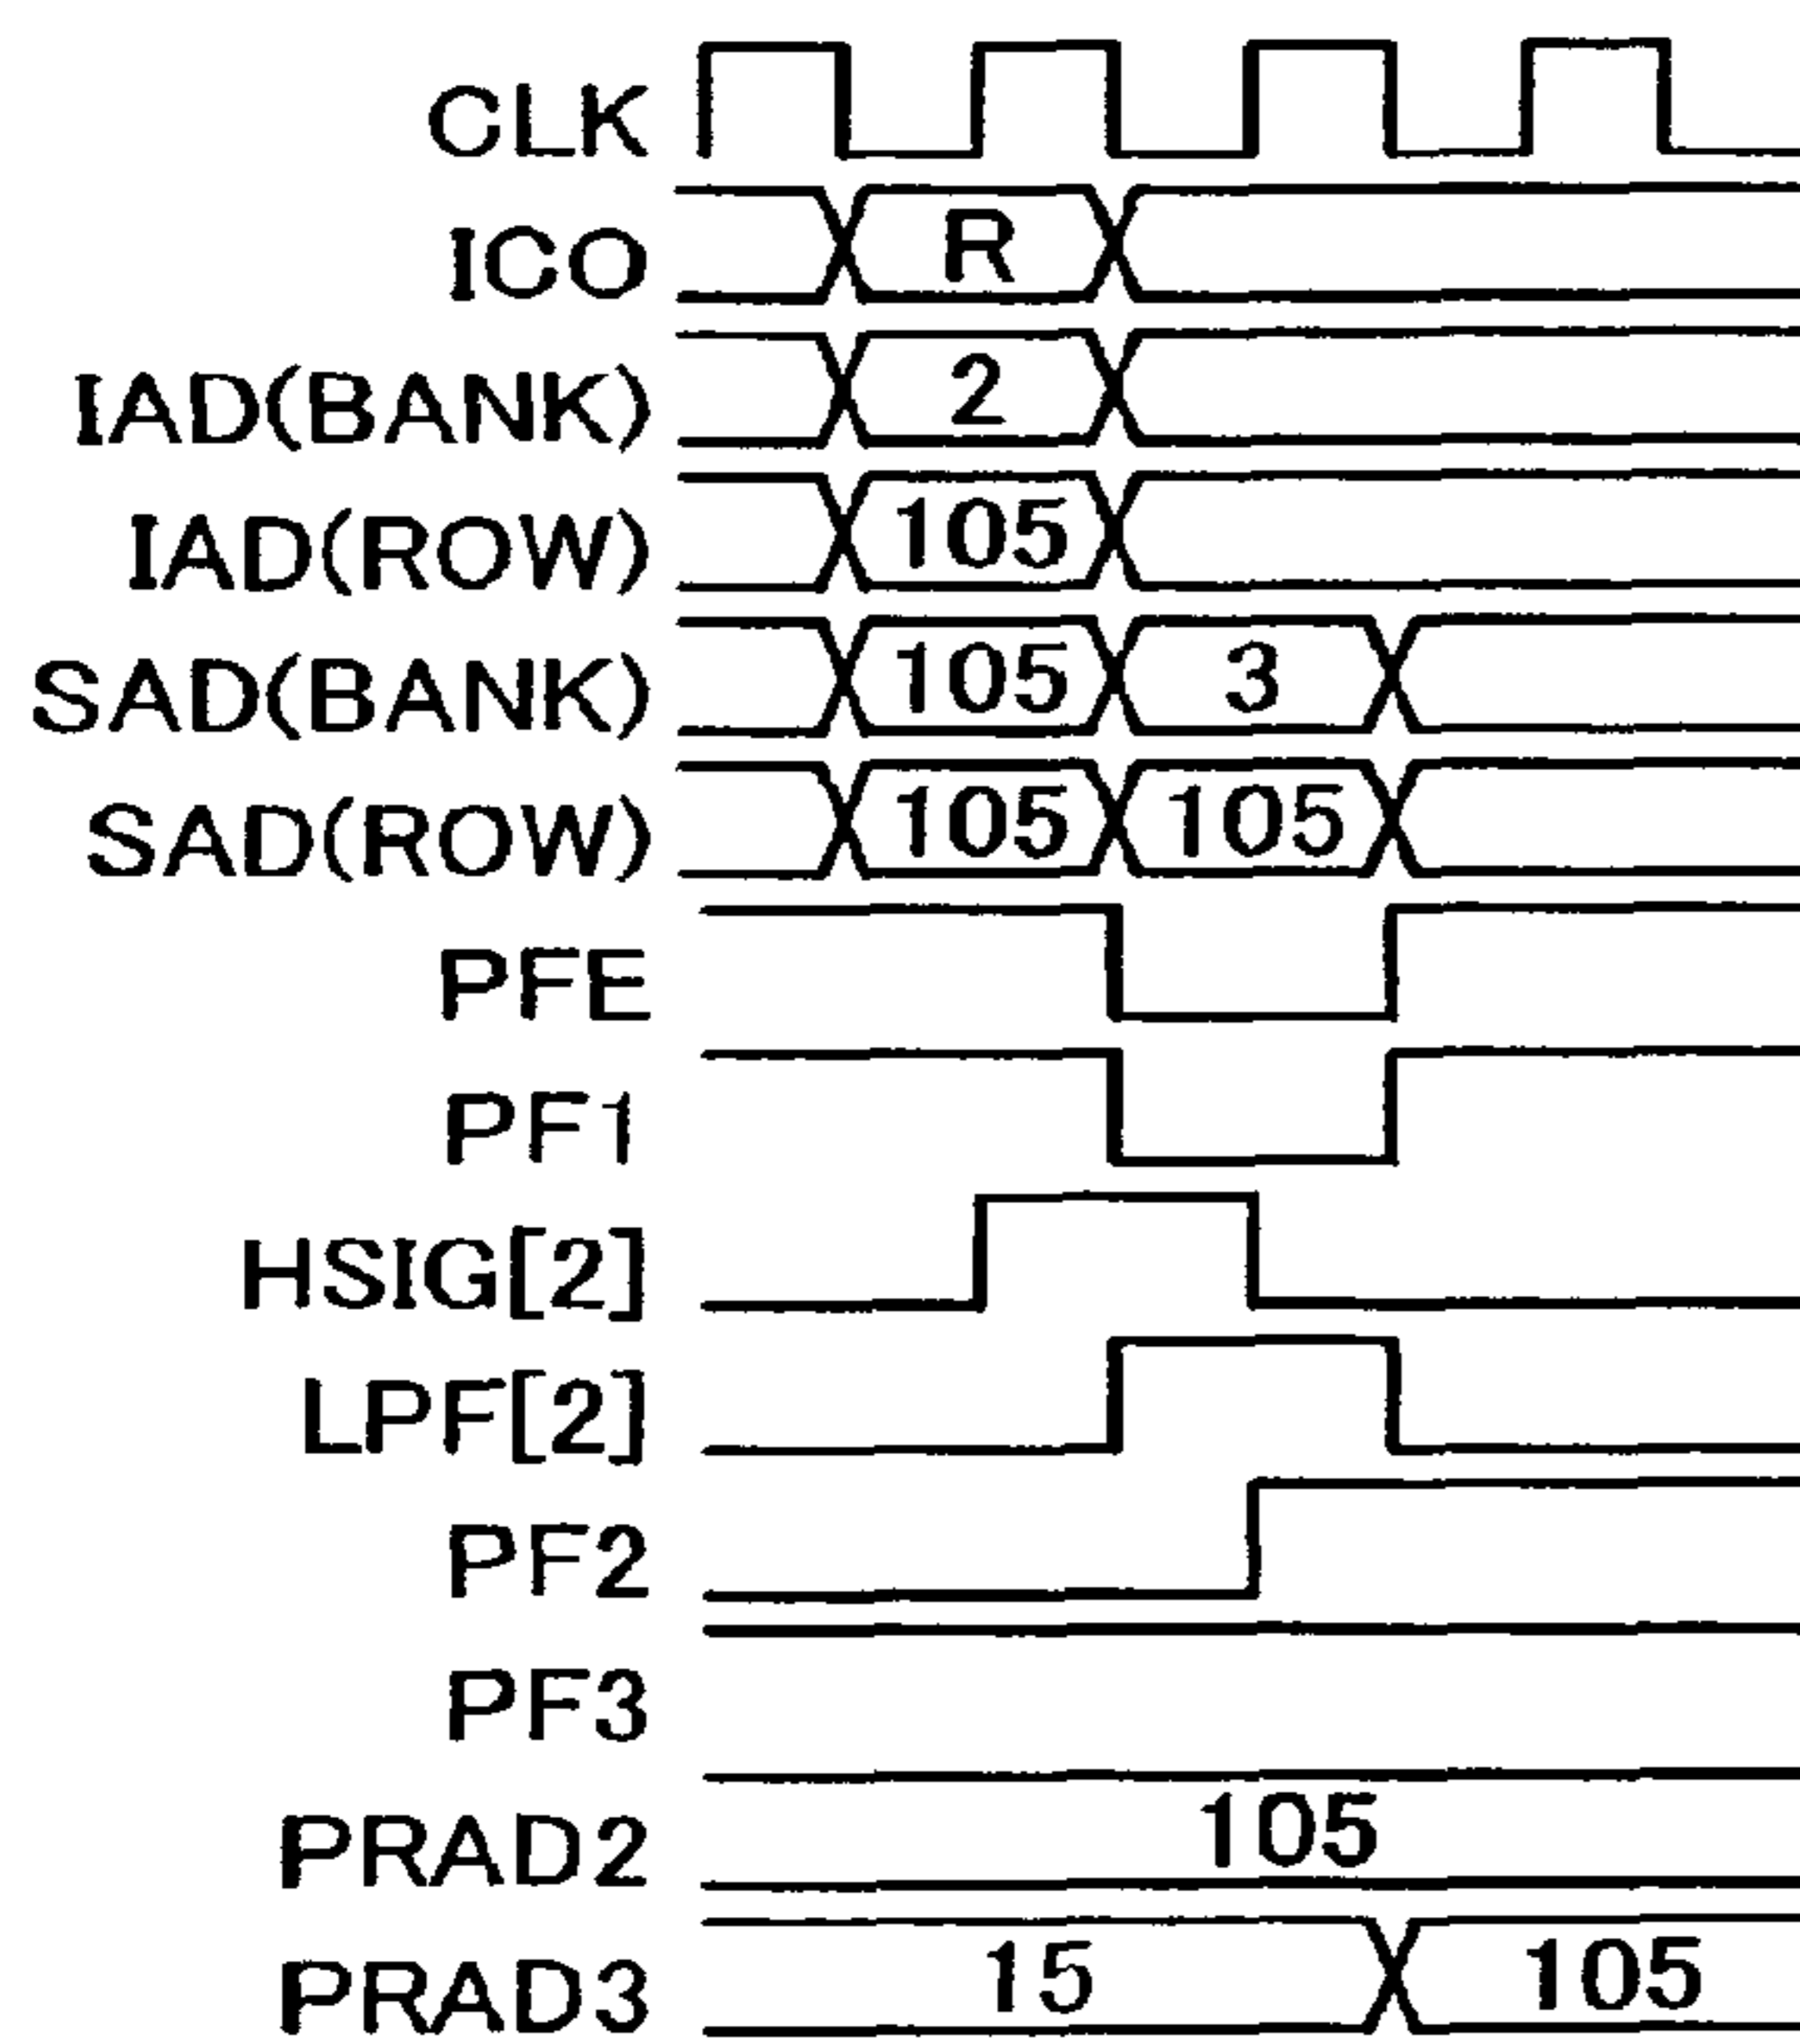 CLK
ICO R
IAD(BANK) 2
IAD(ROW) 105
SAD(BANK) 105 3
SAD(ROW) 105 105
PFE
PF1
HSIG[2]
LPF[2]
PF2
PF3
PRAD2 105
PRAD3 15 105